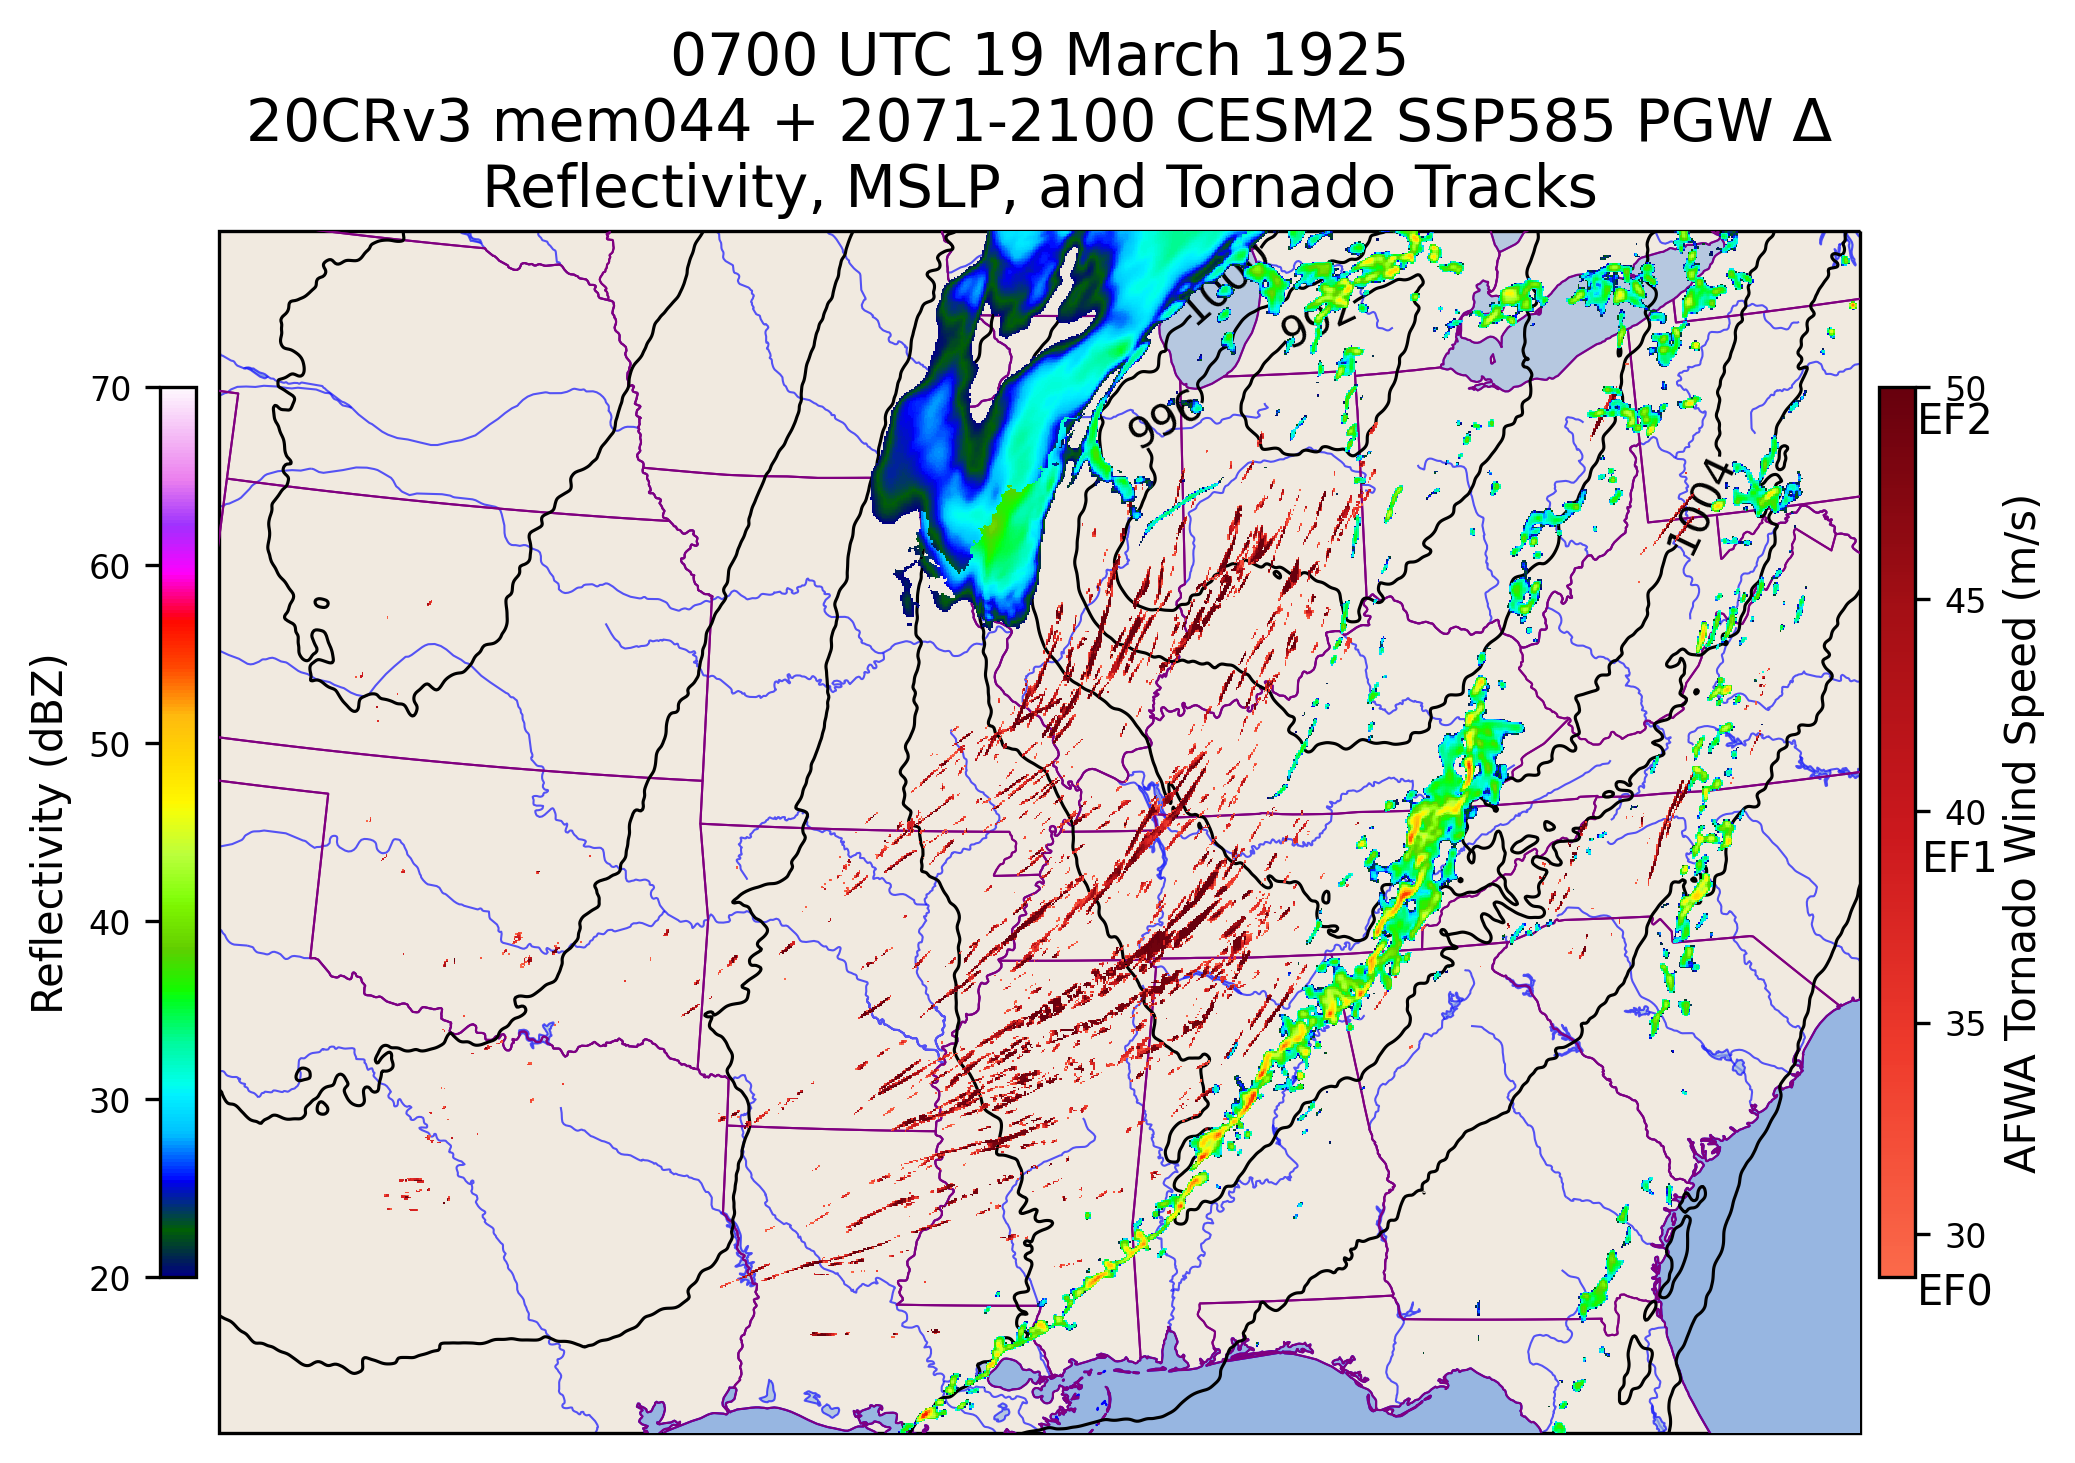 0700 UTC 19 March 1925
20CRv3 mem044 + 2071-2100 CESM2 SSP585 PGW Δ
Reflectivity, MSLP, and Tornado Tracks
1000
992
996
1004
Reflectivity (dBZ)
70
60
50
40
30
20
50
EF2
45
40
EF1
35
30
EF0
AFWA Tornado Wind Speed (m/s)